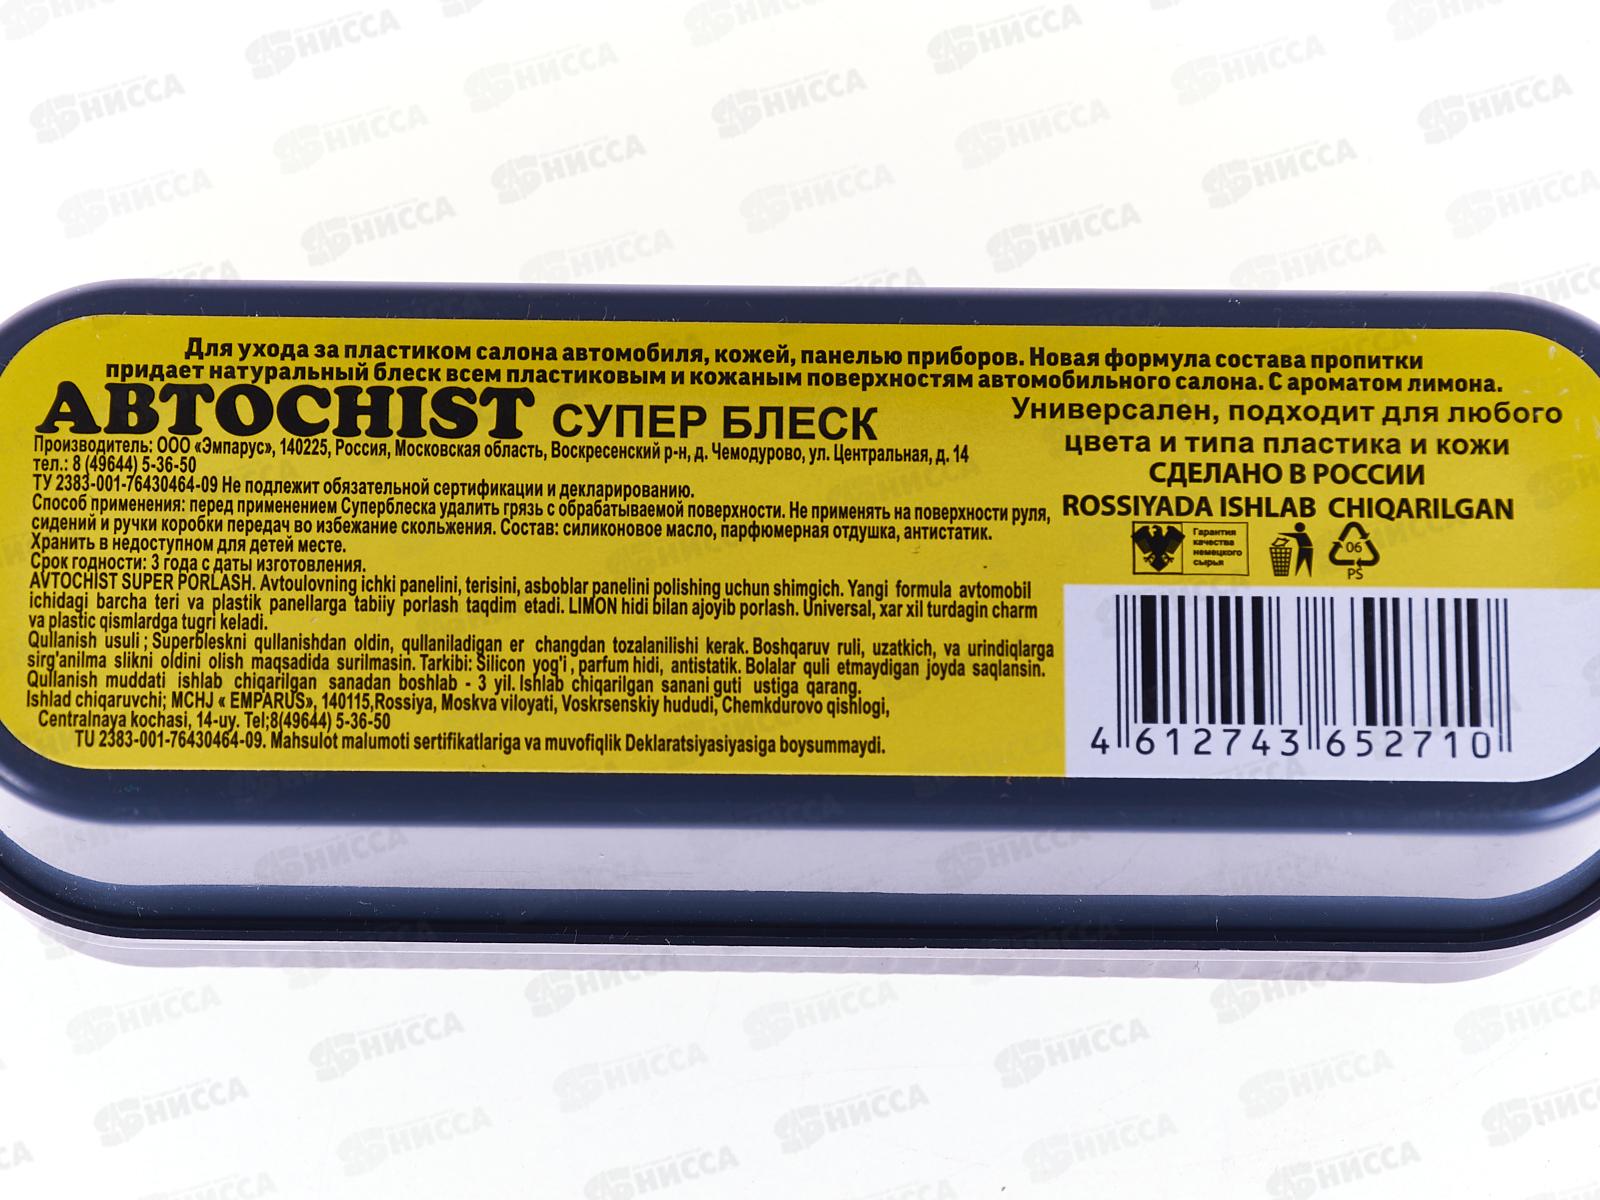 Для ухода за пластиком салона автомобиля, кожей, панелью приборов. Новая формула состава пропитки
придает натуральный блеск всем пластиковым и кожаным поверхностям автомобильного салона. С ароматом лимона.
АВТОCHIST СУПЕР БЛЕСК
Производитель: ООО «Эмпарус», 140225, Россия, Московская область, Воскресенский р-н, д. Чемодурово, ул. Центральная, д. 14
тел.: 8 (49644) 5-36-50
ТУ 2383-001-76430464-09 Не подлежит обязательной сертификации и декларированию.
Способ применения: перед применением Суперблеска удалить грязь с обрабатываемой поверхности. Не применять на поверхности руля,
сидений и ручки коробки передач во избежание скольжения. Состав: силиконовое масло, парфюмерная отдушка, антистатик.
Хранить в недоступном для детей месте.
Срок годности: 3 года с даты изготовления.
AVTOCHIST SUPER PORLASH. Avtoulovning ichki panelini, terisini, asboblar panelini polishing uchun shimgich. Yangi formula avtomobil
ichidagi barcha teri va plastik panellarga tabiiy porlash taqdim etadi. LIMON hidi bilan ajoyib porlash. Universal, xar xil turdagin charm
va plastic qismlardga tugri keladi.
Qullanish usuli ; Superbleskni qullanishdan oldin, qullaniladigan er changdan tozalanilishi kerak. Boshqaruv ruli, uzatkich, va urindiqlarga
sirg'anilma slikni oldini olish maqsadida surilmasin. Tarkibi: Silicon yog'i , parfum hidi, antistatik. Bolalar quli etmaydigan joyda saqlansin.
Qullanish muddati ishlab chiqarilgan sanadan boshlab - 3 yil. Ishlab chiqarilgan sanani guti ustiga qarang.
Ishlad chiqaruvchi; MCHJ « EMPARUS», 140115,Rossiya, Moskva viloyati, Voskrsenskiy hududi, Chemkdurovo qishlogi,
Centralnaya kochasi, 14-uy. Tel;8(49644) 5-36-50
TU 2383-001-76430464-09. Mahsulot malumoti sertifikatlariga va muvofiqlik Deklaratsiyasiyasiga boysummaydi.
Универсален, подходит для любого
цвета и типа пластика и кожи
СДЕЛАНО В РОССИИ
ROSSIYADA ISHLAB CHIQARILGAN
Гарантия
качества
немецкого
сырья
06
PS
4 612743 652710
АБНИССА